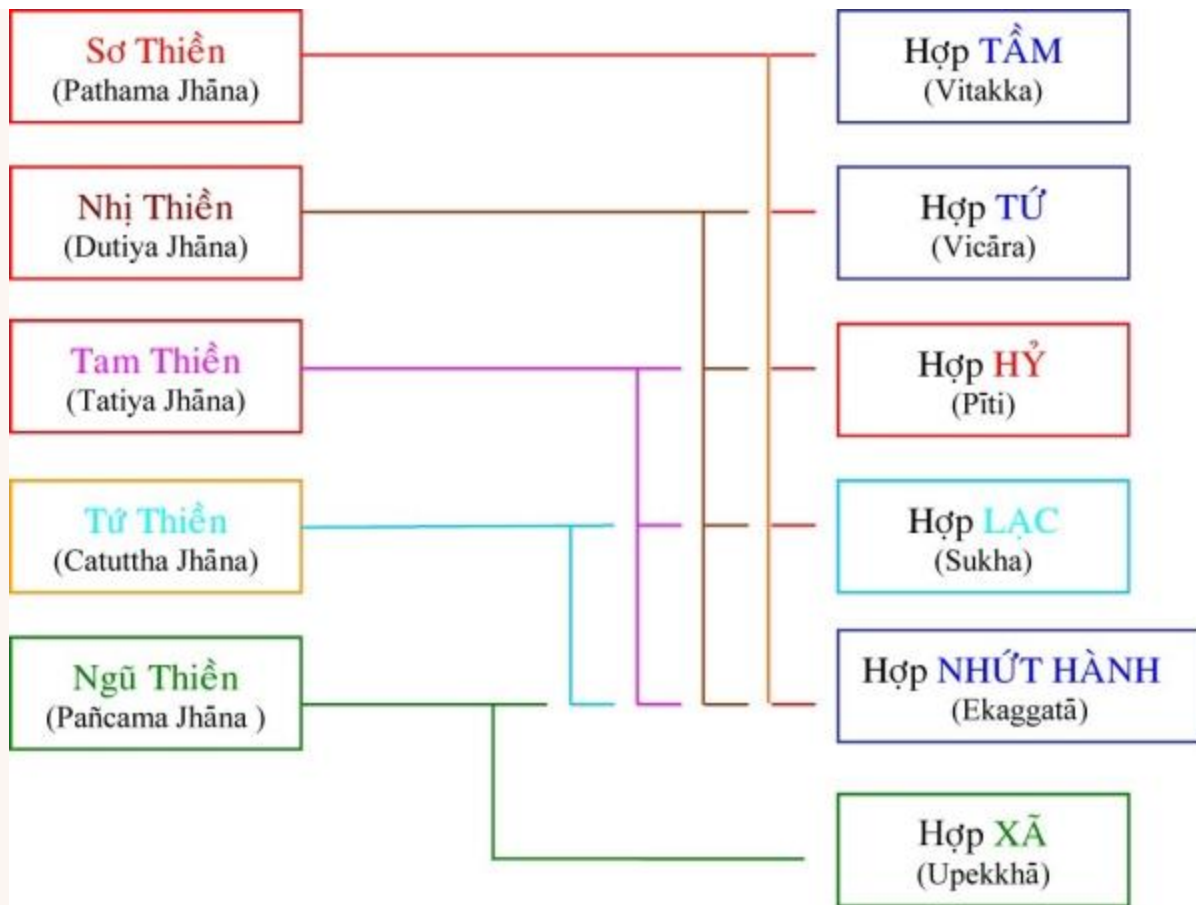 Sơ Thiền
(Pathama Jhāna)
Hợp TẦM
(Vitakka)
Nhị Thiền
(Dutiya Jhāna)
Hợp TỨ
(Vicāra)
Tam Thiền
(Tatiya Jhāna)
Hợp HỶ
(Pīti)
Tứ Thiền
(Catuttha Jhāna)
Hợp LẠC
(Sukha)
Ngũ Thiền
(Pañcama Jhāna )
Hợp NHỨT HÀNH
(Ekaggatā)
Hợp XÃ
(Upekkhā)